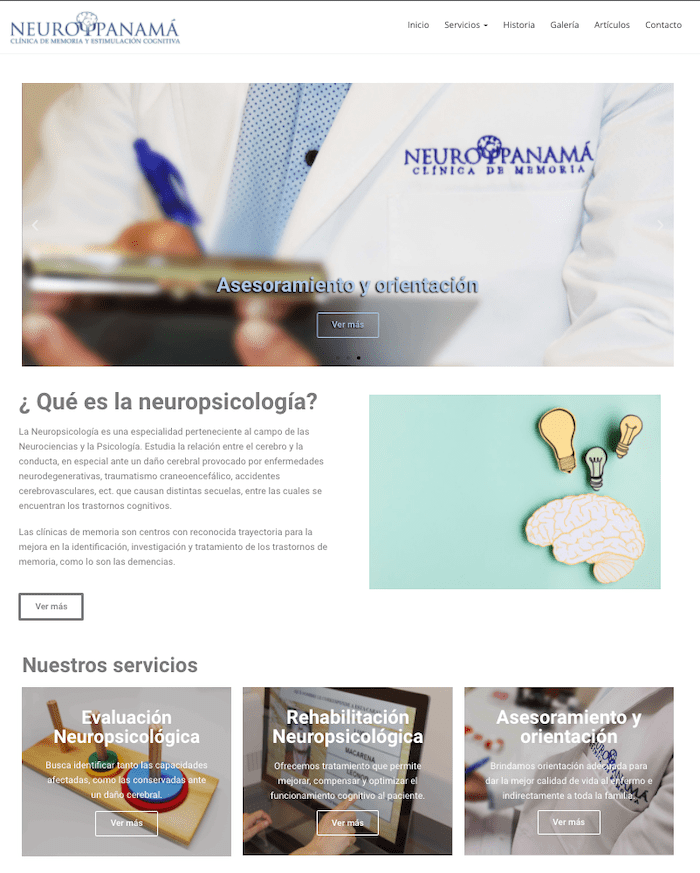 NEUROPANAMÁ
CLÍNICA DE MEMORIA Y ESTIMULACIÓN COGNITIVA
Inicio Servicios Historia Galería Artículos Contacto
NEUROPANAMÁ
CLÍNICA DE MEMORIA
Asesoramiento y orientación
Ver más
¿ Qué es la neuropsicología?
La Neuropsicología es una especialidad perteneciente al campo de las
Neurociencias y la Psicología. Estudia la relación entre el cerebro y la
conducta, en especial ante un daño cerebral provocado por enfermedades
neurodegenerativas, traumatismo craneoencefálico, accidentes
cerebrovasculares, ect. que causan distintas secuelas, entre las cuales se
encuentran los trastornos cognitivos.
Las clínicas de memoria son centros con reconocida trayectoria para la
mejora en la identificación, investigación y tratamiento de los trastornos de
memoria, como lo son las demencias.
Ver más
Nuestros servicios
Evaluación
Neuropsicológica
Busca identificar tanto las capacidades
afectadas, como las conservadas ante
un daño cerebral.
Ver más
Rehabilitación
Neuropsicológica
MACARENA
Ofrecemos tratamiento que permite
mejorar, compensar y optimizar el
funcionamiento cognitivo al paciente.
Ver más
Asesoramiento y
orientación
Brindamos orientación adecuada para
dar la mejor calidad de vida al enfermo e
indirectamente a toda la familia.
Ver más